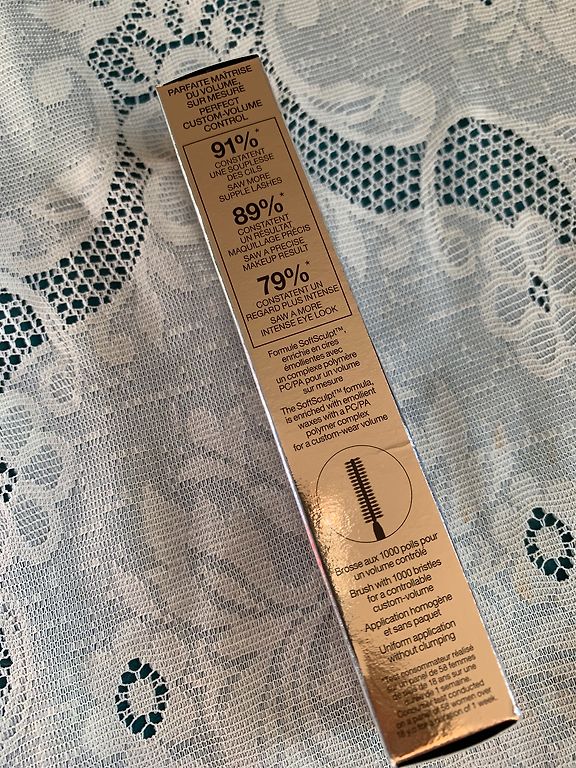 PARFAITE MAÎTRISE
DU VOLUME,
SUR MESURE
PERFECT
CUSTOM-VOLUME
CONTROL
91%*
CONSTATENT
UNE SOUPLESSE
DES CILS
SAW MORE
SUPPLE LASHES
89%*
CONSTATENT
UN RÉSULTAT
MAQUILLAGE PRÉCIS
SAW A PRECISE
MAKEUP RESULT
79%*
CONSTATENT UN
REGARD PLUS INTENSE
SAW A MORE
INTENSE EYE LOOK
Formule SoftSculpt™,
enrichie en cires
émollientes avec
un complexe polymère
PC/PA pour un volume
sur mesure
The SoftSculpt™ formula,
is enriched with emollient
waxes with a PC/PA
polymer complex
for a custom-wear volume
Brosse aux 1000 poils pour
un volume contrôlé
Brush with 1000 bristles
for a controllable
custom-volume
Application homogène
et sans paquet
Uniform application
without clumping
*Test consommateur réalisé
sur un panel de 58 femmes
de plus de 18 ans sur une
durée de 1 semaine.
Consumer test conducted
on a panel of 58 women over
18 for a duration of 1 week.